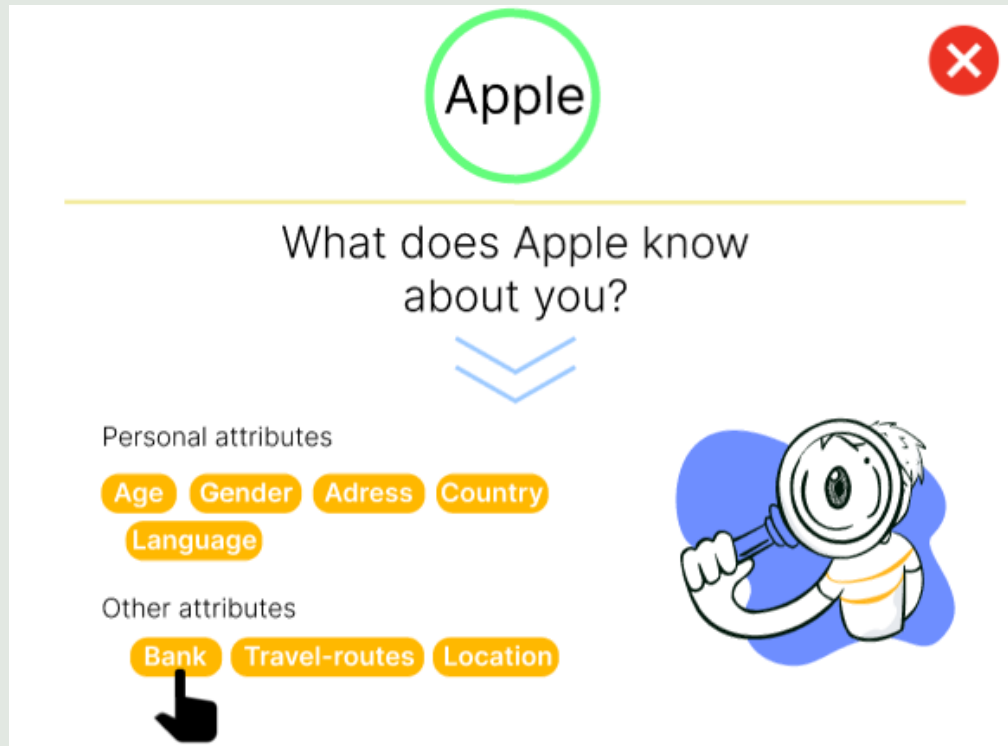 Apple
What does Apple know
about you?
Personal attributes
Age Gender Adress Country
Language
Other attributes
Bank Travel-routes Location